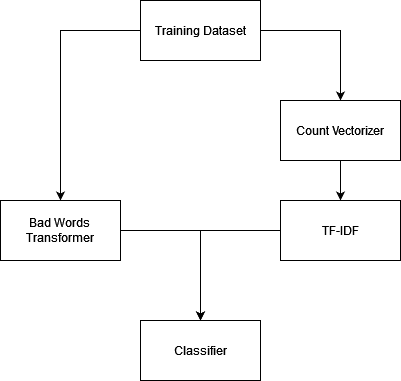 Training Dataset
Count Vectorizer
Bad Words
Transformer
TF-IDF
Classifier